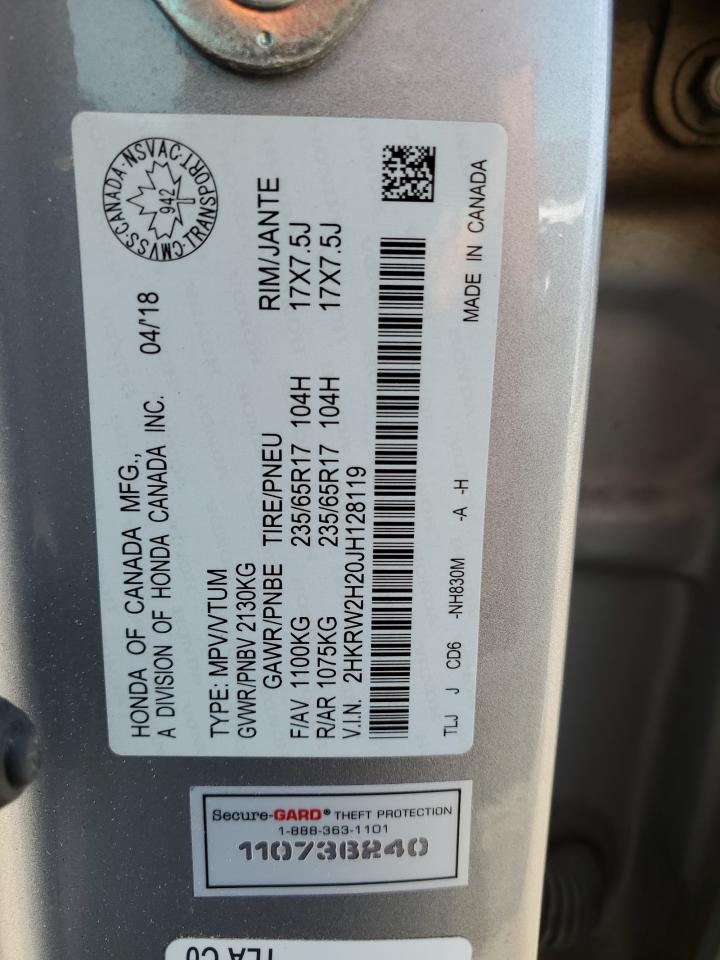 HONDA OF CANADA MFG.,
A DIVISION OF HONDA CANADA INC. 04/'18
CMVSS·CANADA·NSVAC·TRANSPORT
942
TYPE: MPV/VTUM
GVWR/PNBV 2130KG
GAWR/PNBE TIRE/PNEU RIM/JANTE
F/AV 1100KG 235/65R17 104H 17X7.5J
R/AR 1075KG 235/65R17 104H 17X7.5J
V.I.N. 2HKRW2H20JH128119
TLJ J CD6 -NH830M -A -H MADE IN CANADA
Secure-GARD® THEFT PROTECTION
1-888-363-1101
110736240